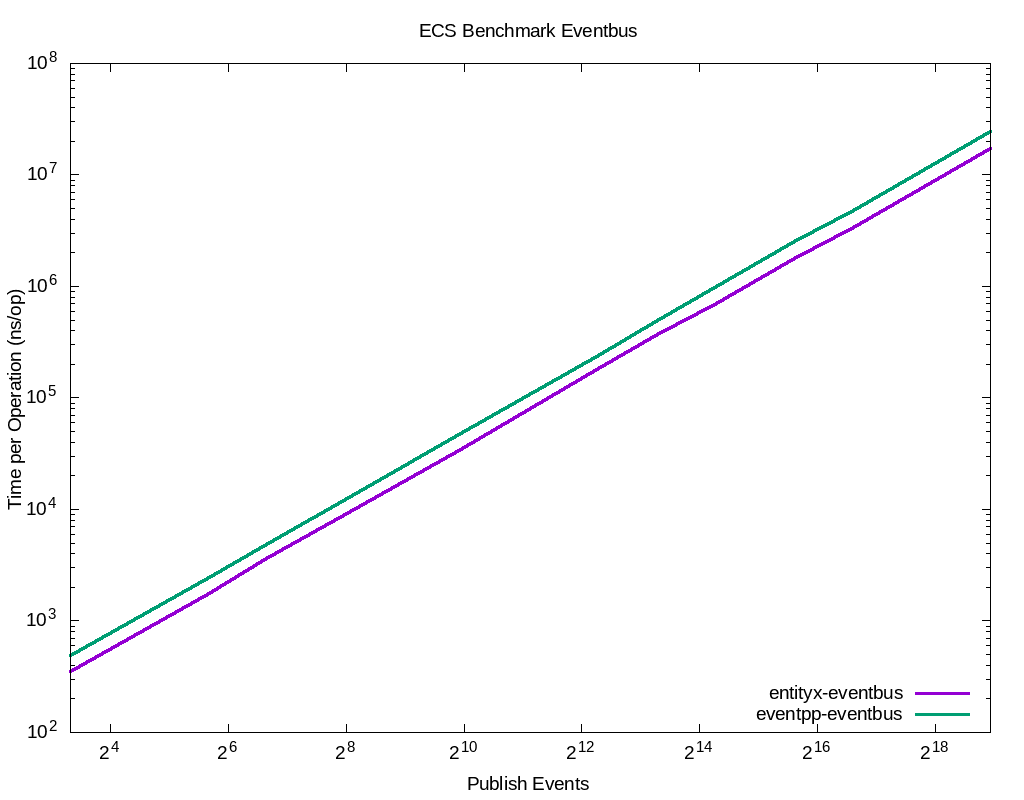 ECS Benchmark Eventbus
10^8
10^7
10^6
10^5
10^4
10^3
10^2
Time per Operation (ns/op)
entityx-eventbus
eventpp-eventbus
2^4 2^6 2^8 2^10 2^12 2^14 2^16 2^18
Publish Events